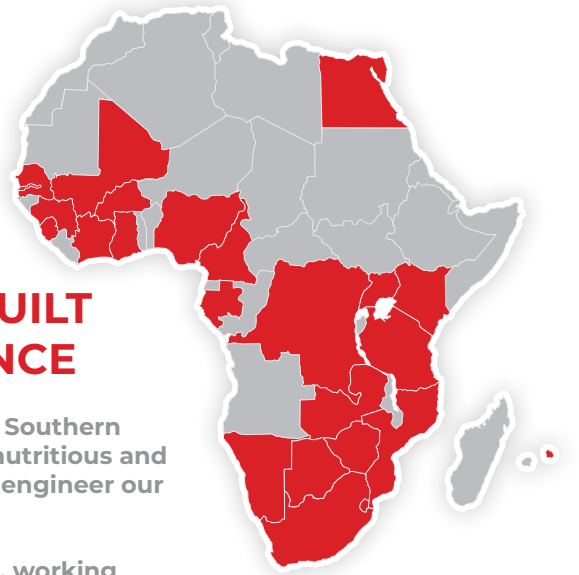 UILT
NCE
Southern
nutritious and
engineer our
working